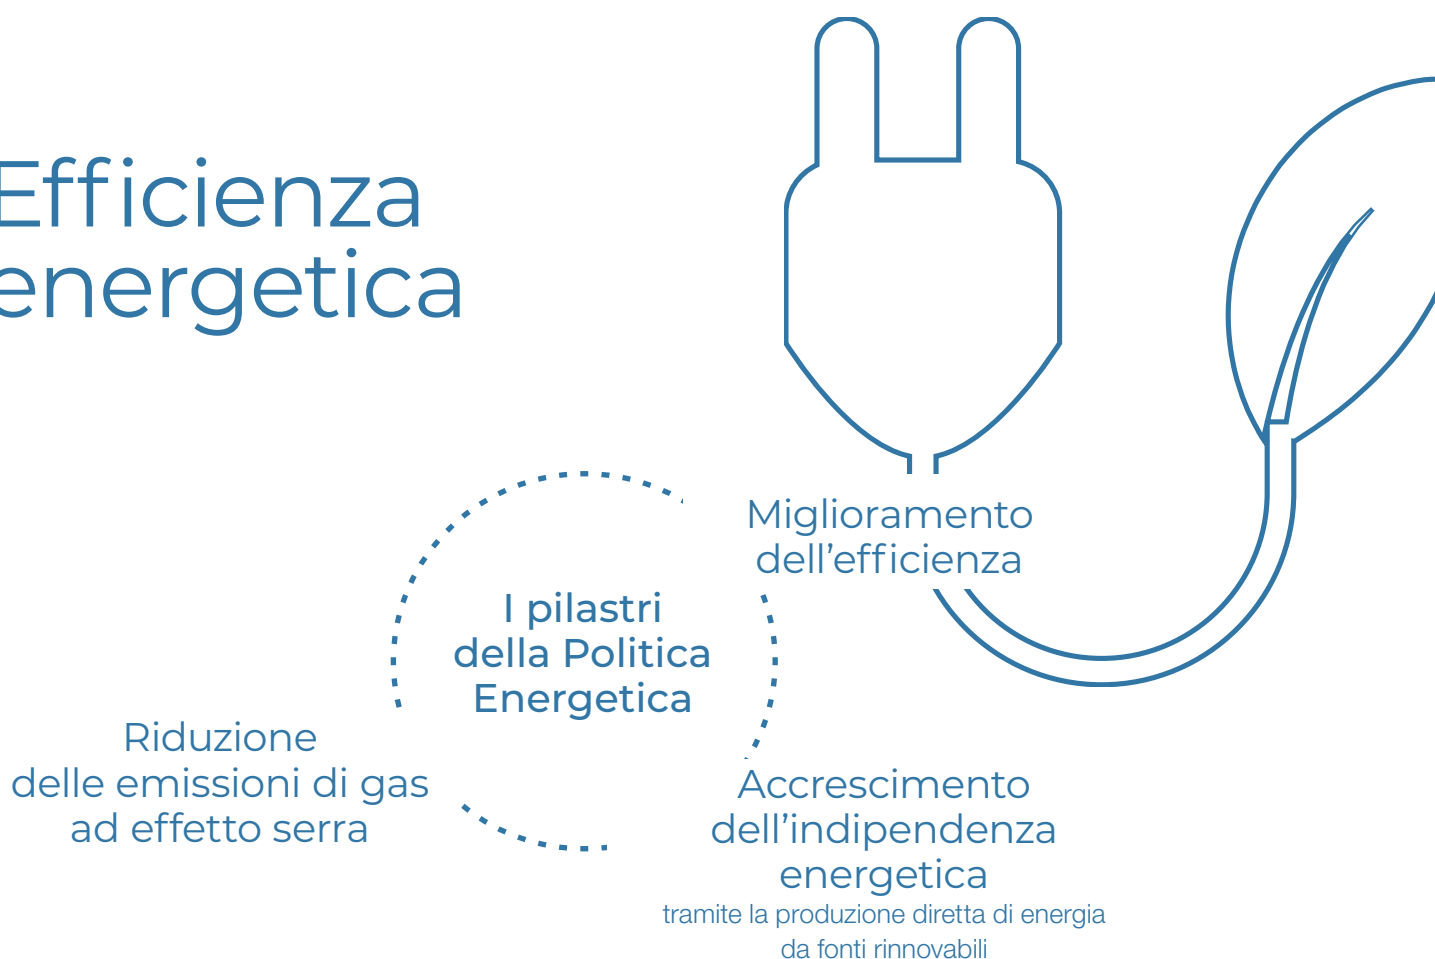 Efficienza
energetica
Miglioramento
dell’efficienza
I pilastri
della Politica
Energetica
Riduzione
delle emissioni di gas
ad effetto serra
Accrescimento
dell’indipendenza
energetica
tramite la produzione diretta di energia
da fonti rinnovabili